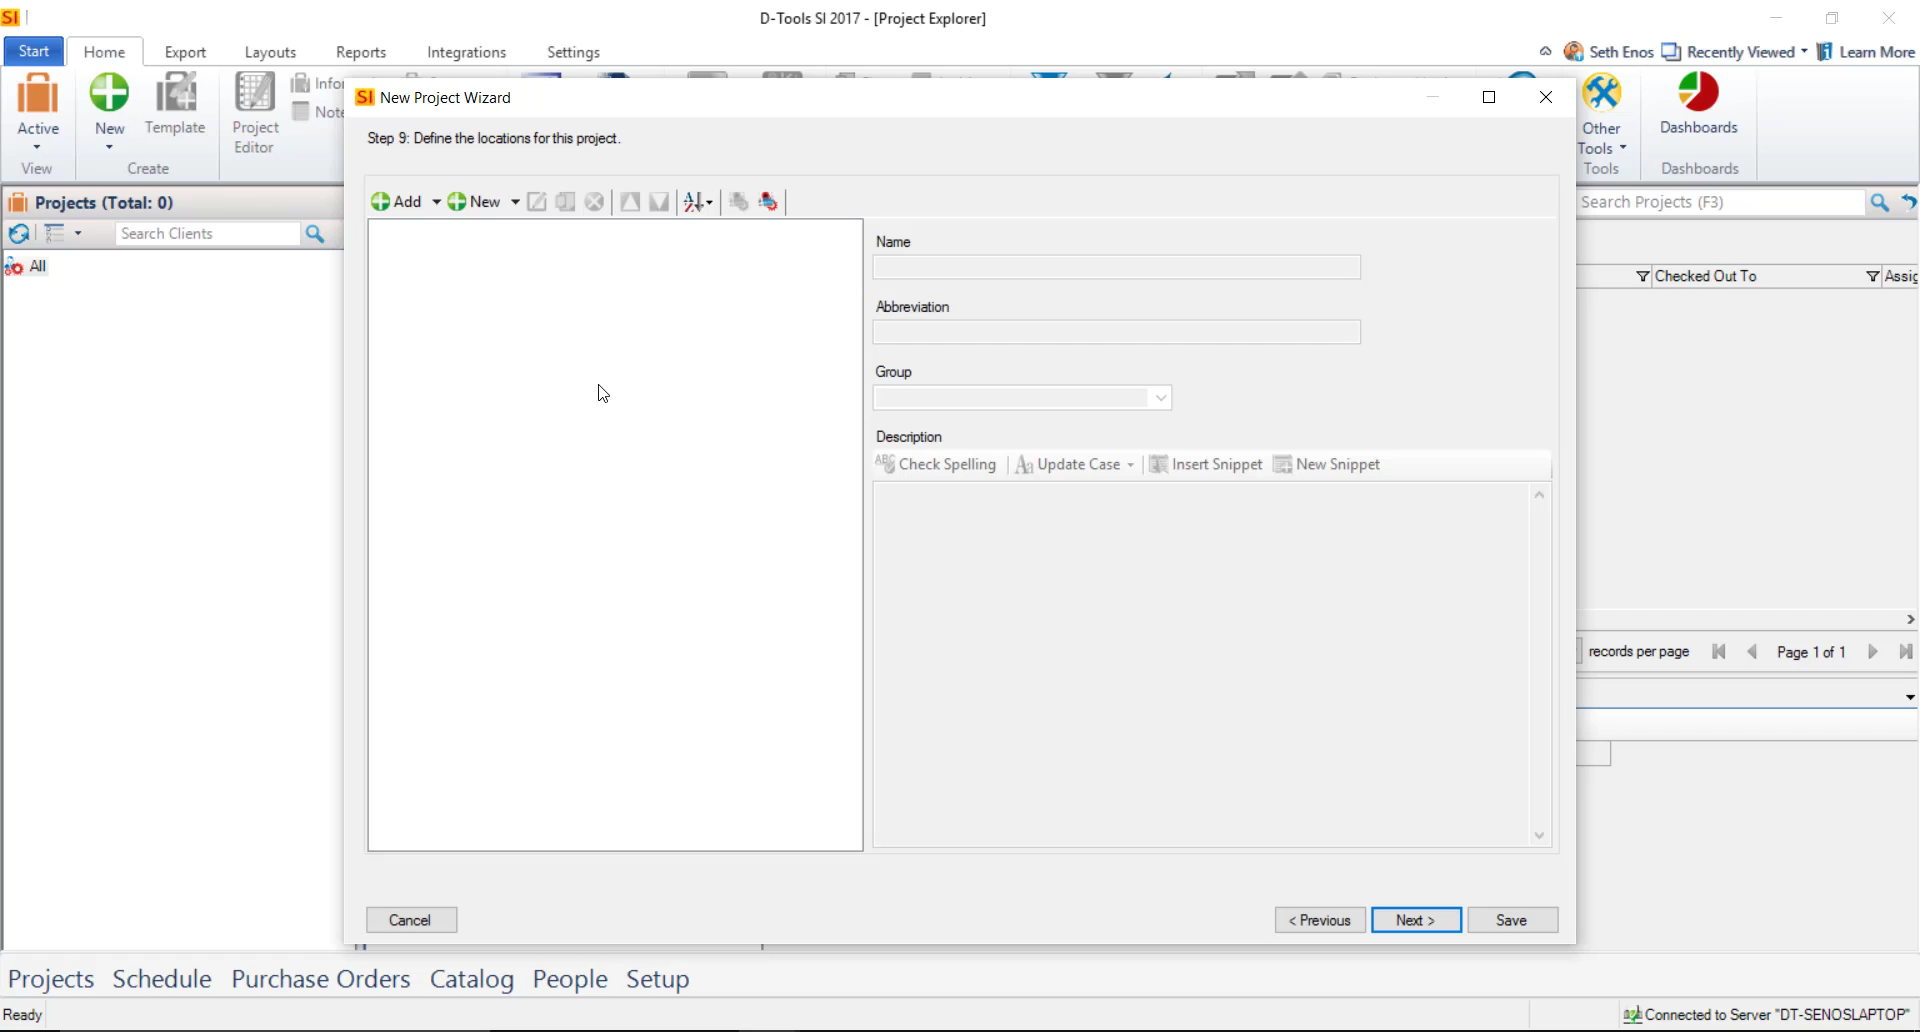 SI
D-Tools SI 2017 - [Project Explorer]
Start Home Export Layouts Reports Integrations Settings
Seth Enos Recently Viewed Learn More
Active
View
New
Template
Create
Project
Editor
Infor
Note
Other
Tools
Tools
Dashboards
Dashboards
SI New Project Wizard
Step 9: Define the locations for this project.
Projects (Total: 0)
Search Clients
All
Add New
Name
Abbreviation
Group
Description
ABC Check Spelling Aa Update Case Insert Snippet New Snippet
Search Projects (F3)
Checked Out To
Assig
records per page Page 1 of 1
Cancel < Previous Next > Save
Projects Schedule Purchase Orders Catalog People Setup
Ready
Connected to Server "DT-SENOSLAPTOP"